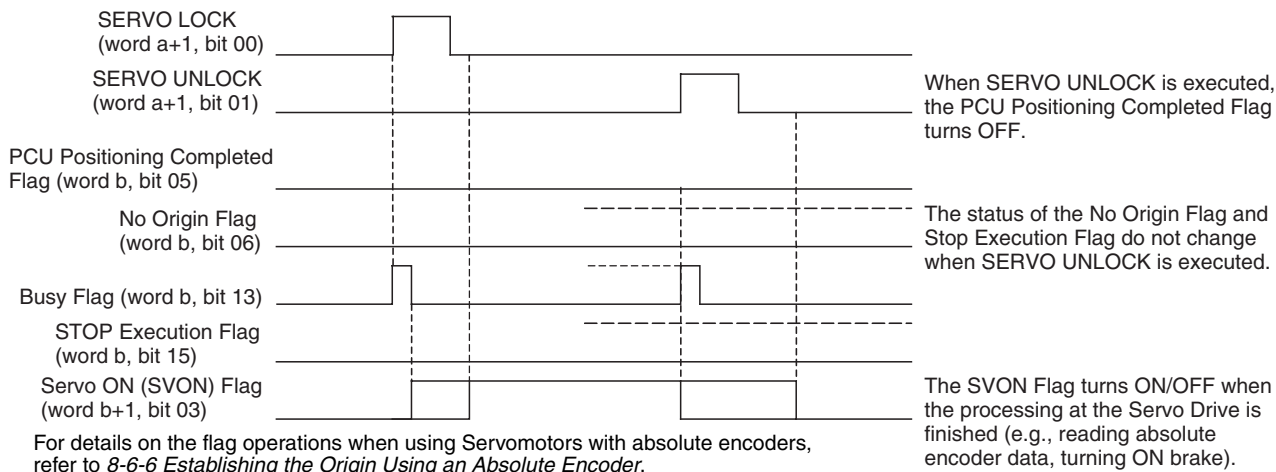 SERVO LOCK
(word a+1, bit 00)
SERVO UNLOCK
(word a+1, bit 01)
When SERVO UNLOCK is executed,
the PCU Positioning Completed Flag
turns OFF.
PCU Positioning Completed
Flag (word b, bit 05)
No Origin Flag
(word b, bit 06)
The status of the No Origin Flag and
Stop Execution Flag do not change
when SERVO UNLOCK is executed.
Busy Flag (word b, bit 13)
STOP Execution Flag
(word b, bit 15)
Servo ON (SVON) Flag
(word b+1, bit 03)
The SVON Flag turns ON/OFF when
the processing at the Servo Drive is
finished (e.g., reading absolute
encoder data, turning ON brake).
For details on the flag operations when using Servomotors with absolute encoders,
refer to 8-6-6 Establishing the Origin Using an Absolute Encoder.